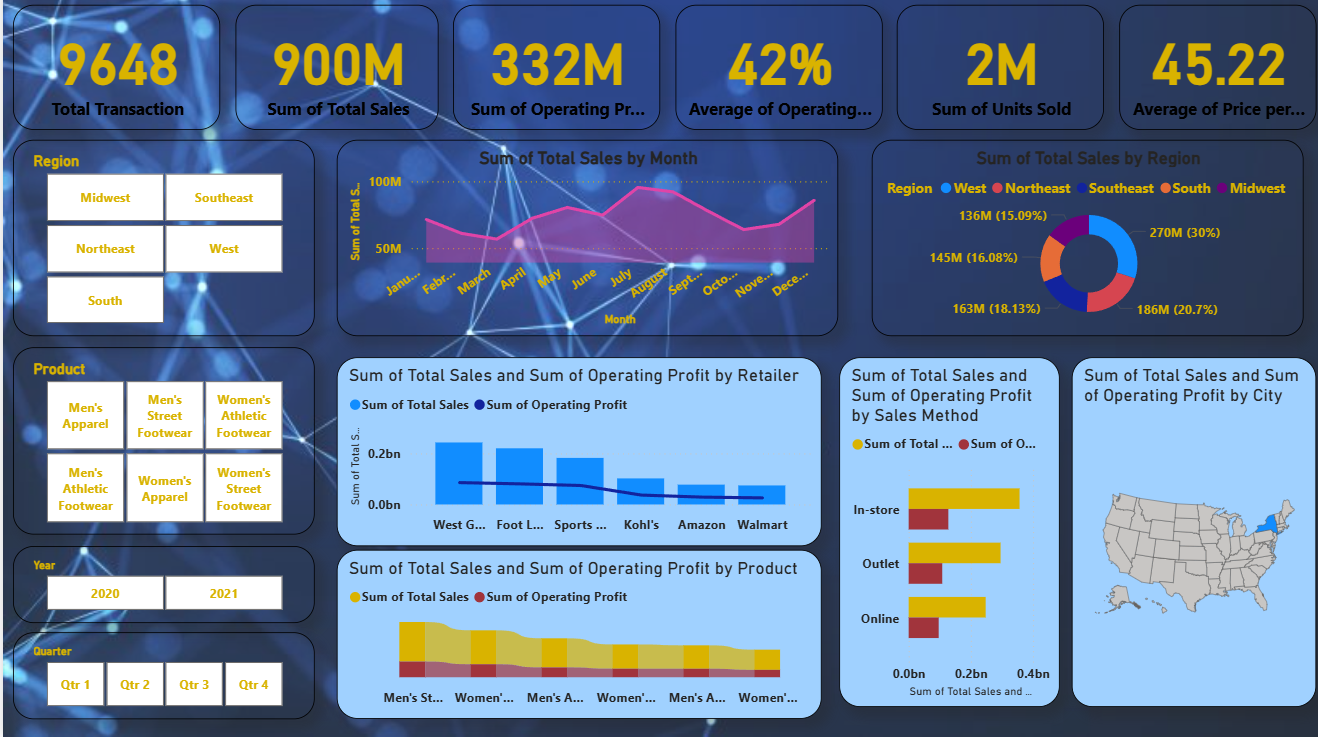 9648
Total Transaction
900M
Sum of Total Sales
332M
Sum of Operating Pr...
42%
Average of Operating...
2M
Sum of Units Sold
45.22
Average of Price per...
Region
Midwest
Southeast
Northeast
West
South
Sum of Total Sales by Month
Sum of Total S...
100M
50M
Janu...
Febr...
March
April
May
June
July
August
Sept...
Octo...
Nove...
Dece...
Month
Sum of Total Sales by Region
Region West Northeast Southeast South Midwest
136M (15.09%)
270M (30%)
145M (16.08%)
163M (18.13%)
186M (20.7%)
Product
Men's
Apparel
Men's
Street
Footwear
Women's
Athletic
Footwear
Men's
Athletic
Footwear
Women's
Apparel
Women's
Street
Footwear
Year
2020
2021
Quarter
Qtr 1
Qtr 2
Qtr 3
Qtr 4
Sum of Total Sales and Sum of Operating Profit by Retailer
Sum of Total Sales Sum of Operating Profit
Sum of Total S...
0.2bn
0.0bn
West G...
Foot L...
Sports ...
Kohl's
Amazon
Walmart
Sum of Total Sales and Sum of Operating Profit by Product
Sum of Total Sales Sum of Operating Profit
Men's St...
Women'...
Men's A...
Women'...
Men's A...
Women'...
Sum of Total Sales and
Sum of Operating Profit
by Sales Method
Sum of Total ... Sum of O...
In-store
Outlet
Online
0.0bn
0.2bn
0.4bn
Sum of Total Sales and ...
Sum of Total Sales and Sum
of Operating Profit by City